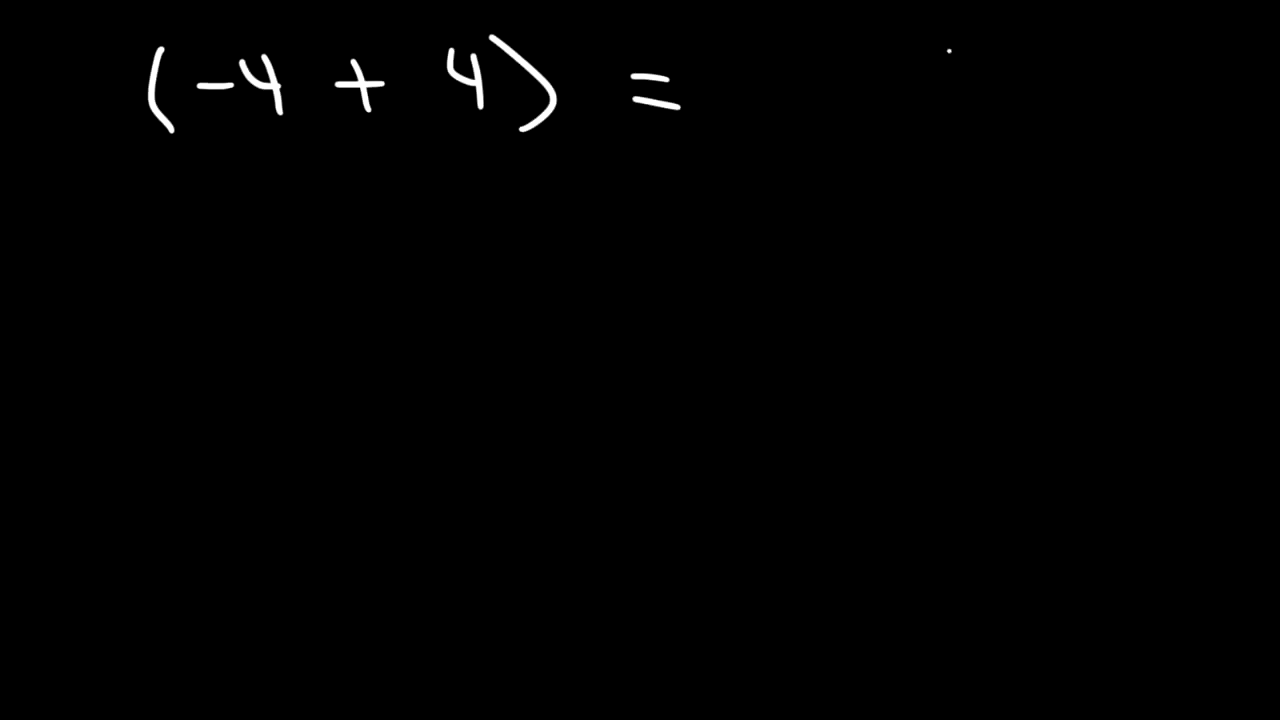 (-4 + 4) =